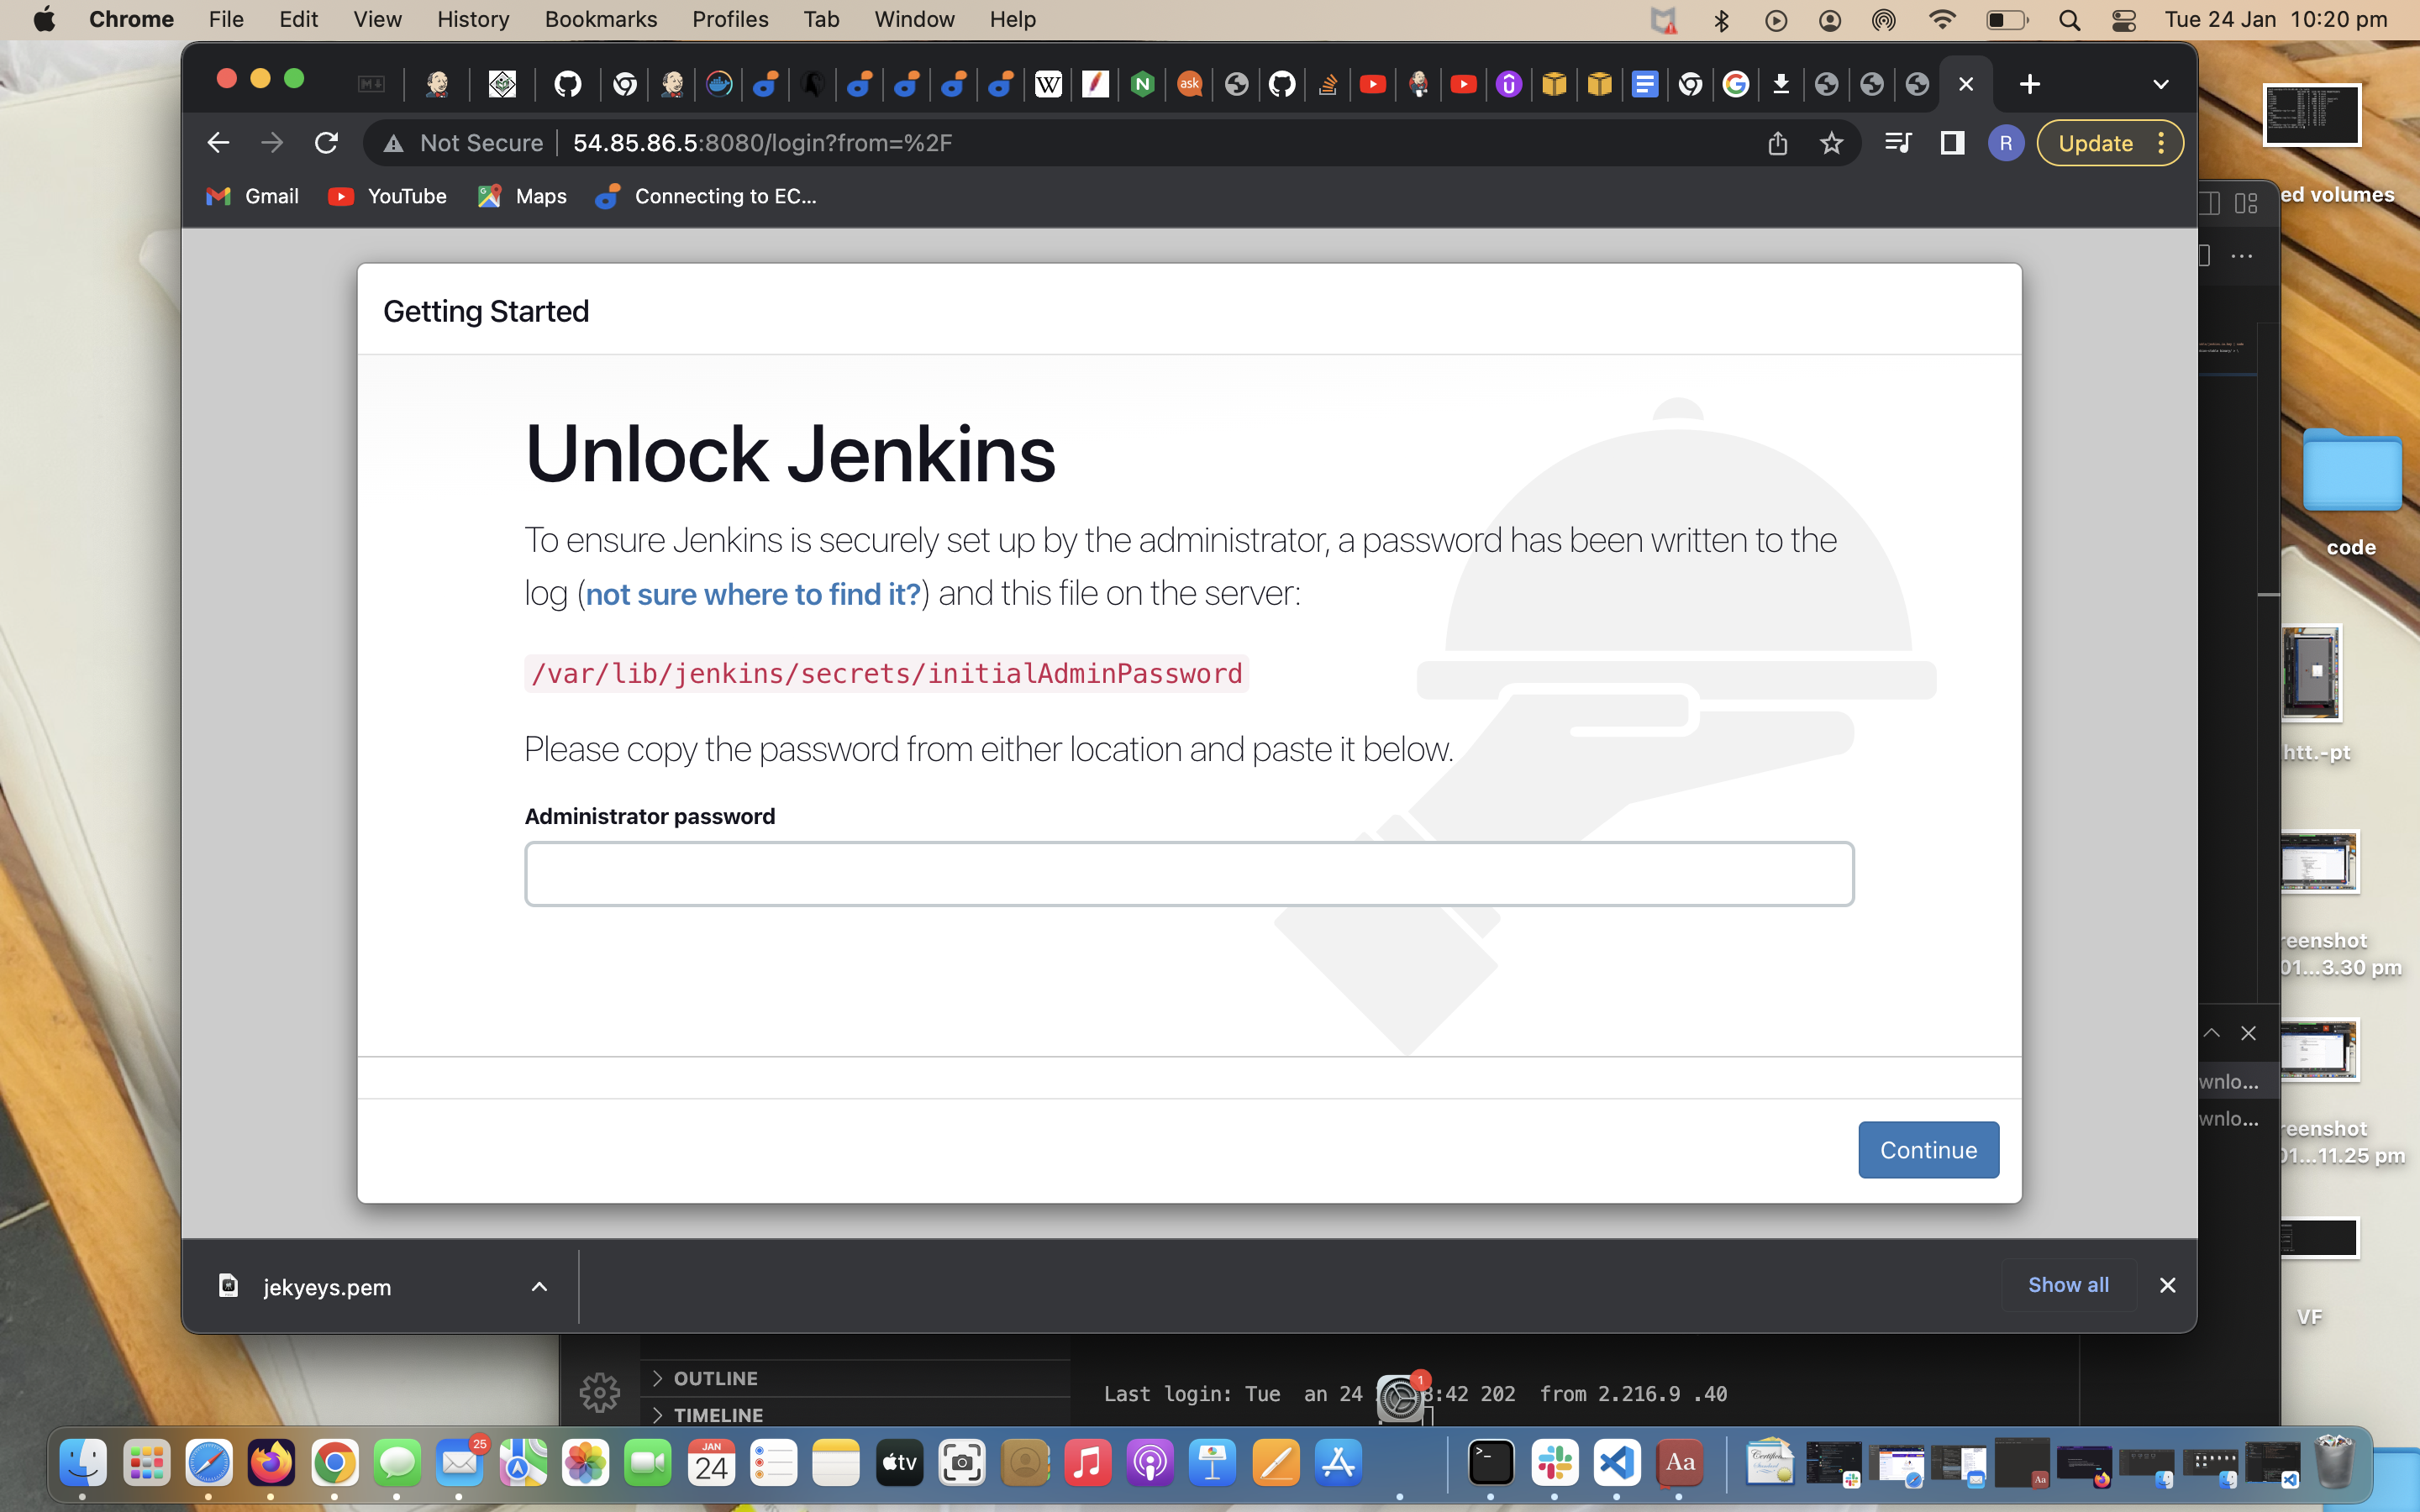 Chrome File Edit View History Bookmarks Profiles Tab Window Help Tue 24 Jan 10:20 pm
Not Secure 54.85.86.5:8080/login?from=%2F R Update
Gmail YouTube Maps Connecting to EC...
ed volumes
Getting Started
Unlock Jenkins
To ensure Jenkins is securely set up by the administrator, a password has been written to the
log (not sure where to find it?) and this file on the server:
/var/lib/jenkins/secrets/initialAdminPassword
Please copy the password from either location and paste it below.
Administrator password
Continue
code
htt.-pt
reenshot
01...3.30 pm
wnlo...
wnlo...
reenshot
01...11.25 pm
VF
jekyeys.pem Show all
OUTLINE
TIMELINE
Last login: Tue an 24 :42 202 from 2.216.9 .40
1
25
JAN
24
tv
Aa